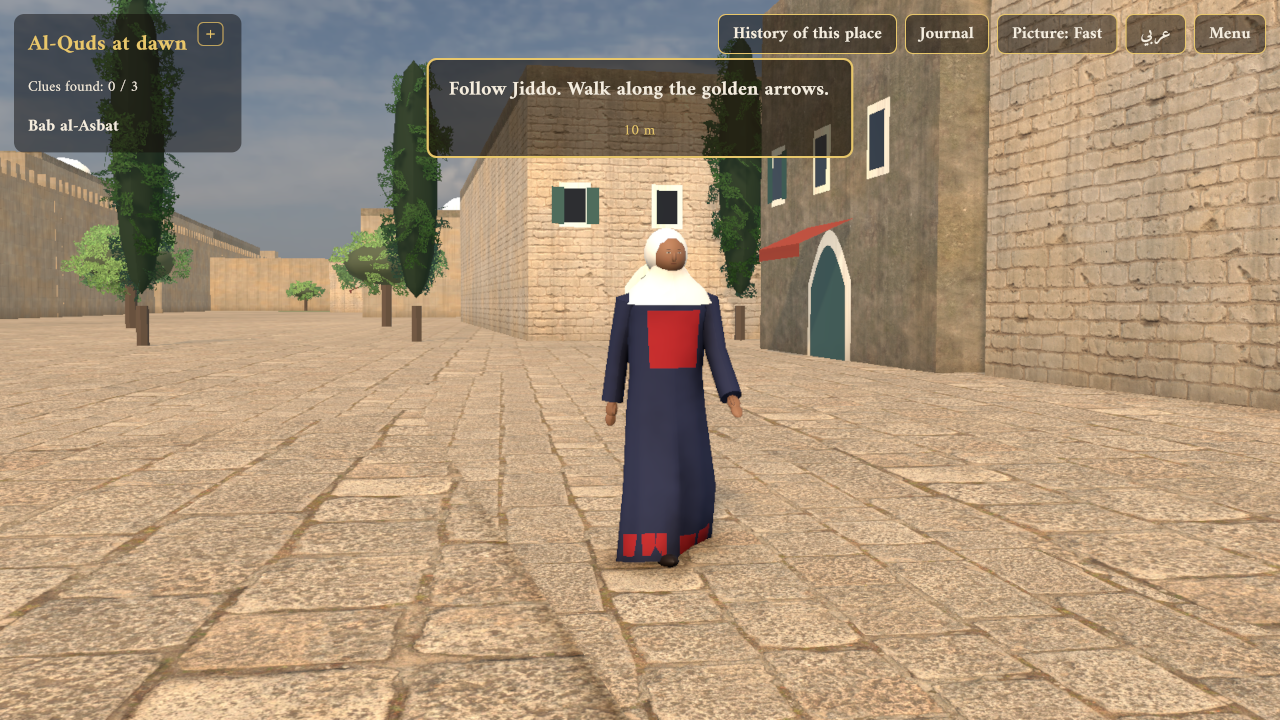 Al-Quds at dawn +
Clues found: 0 / 3
Bab al-Asbat
History of this place
Journal
Picture: Fast
عربي
Menu
Follow Jiddo. Walk along the golden arrows.
10 m